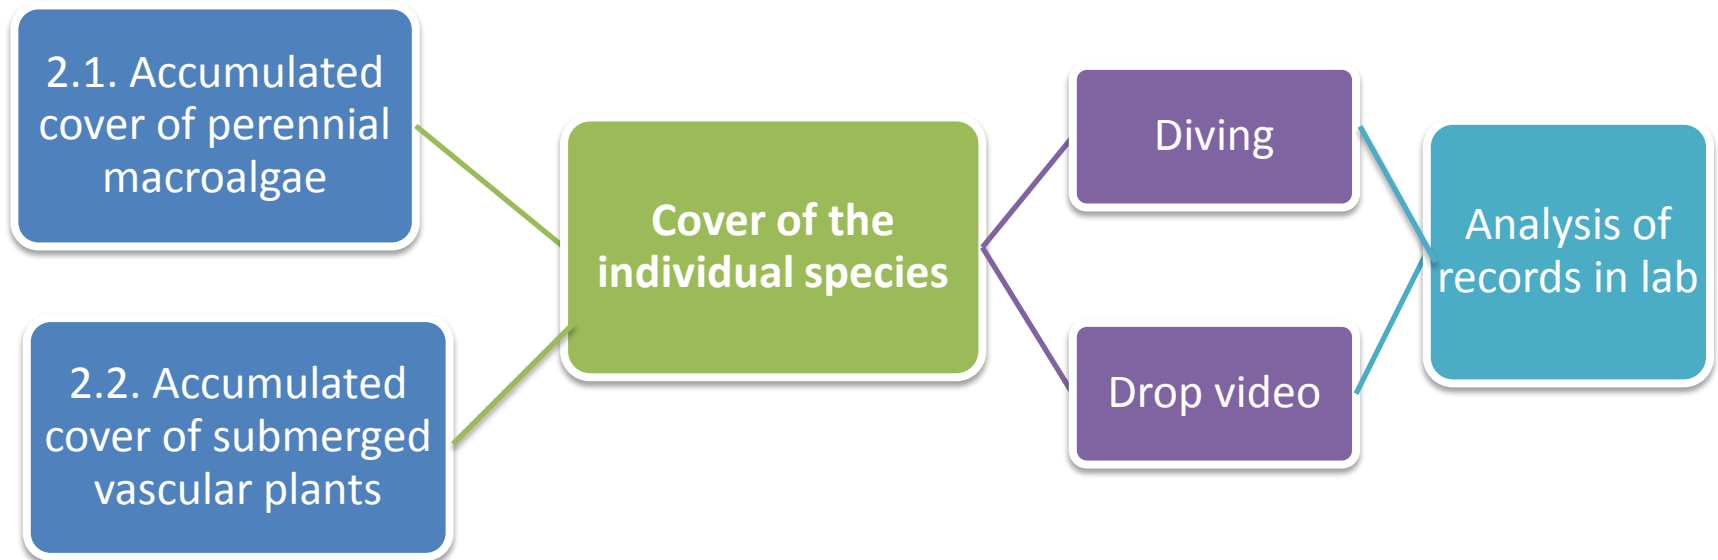 2.1. Accumulated
cover of perennial
macroalgae
2.2. Accumulated
cover of submerged
vascular plants
Cover of the
individual species
Diving
Drop video
Analysis of
records in lab